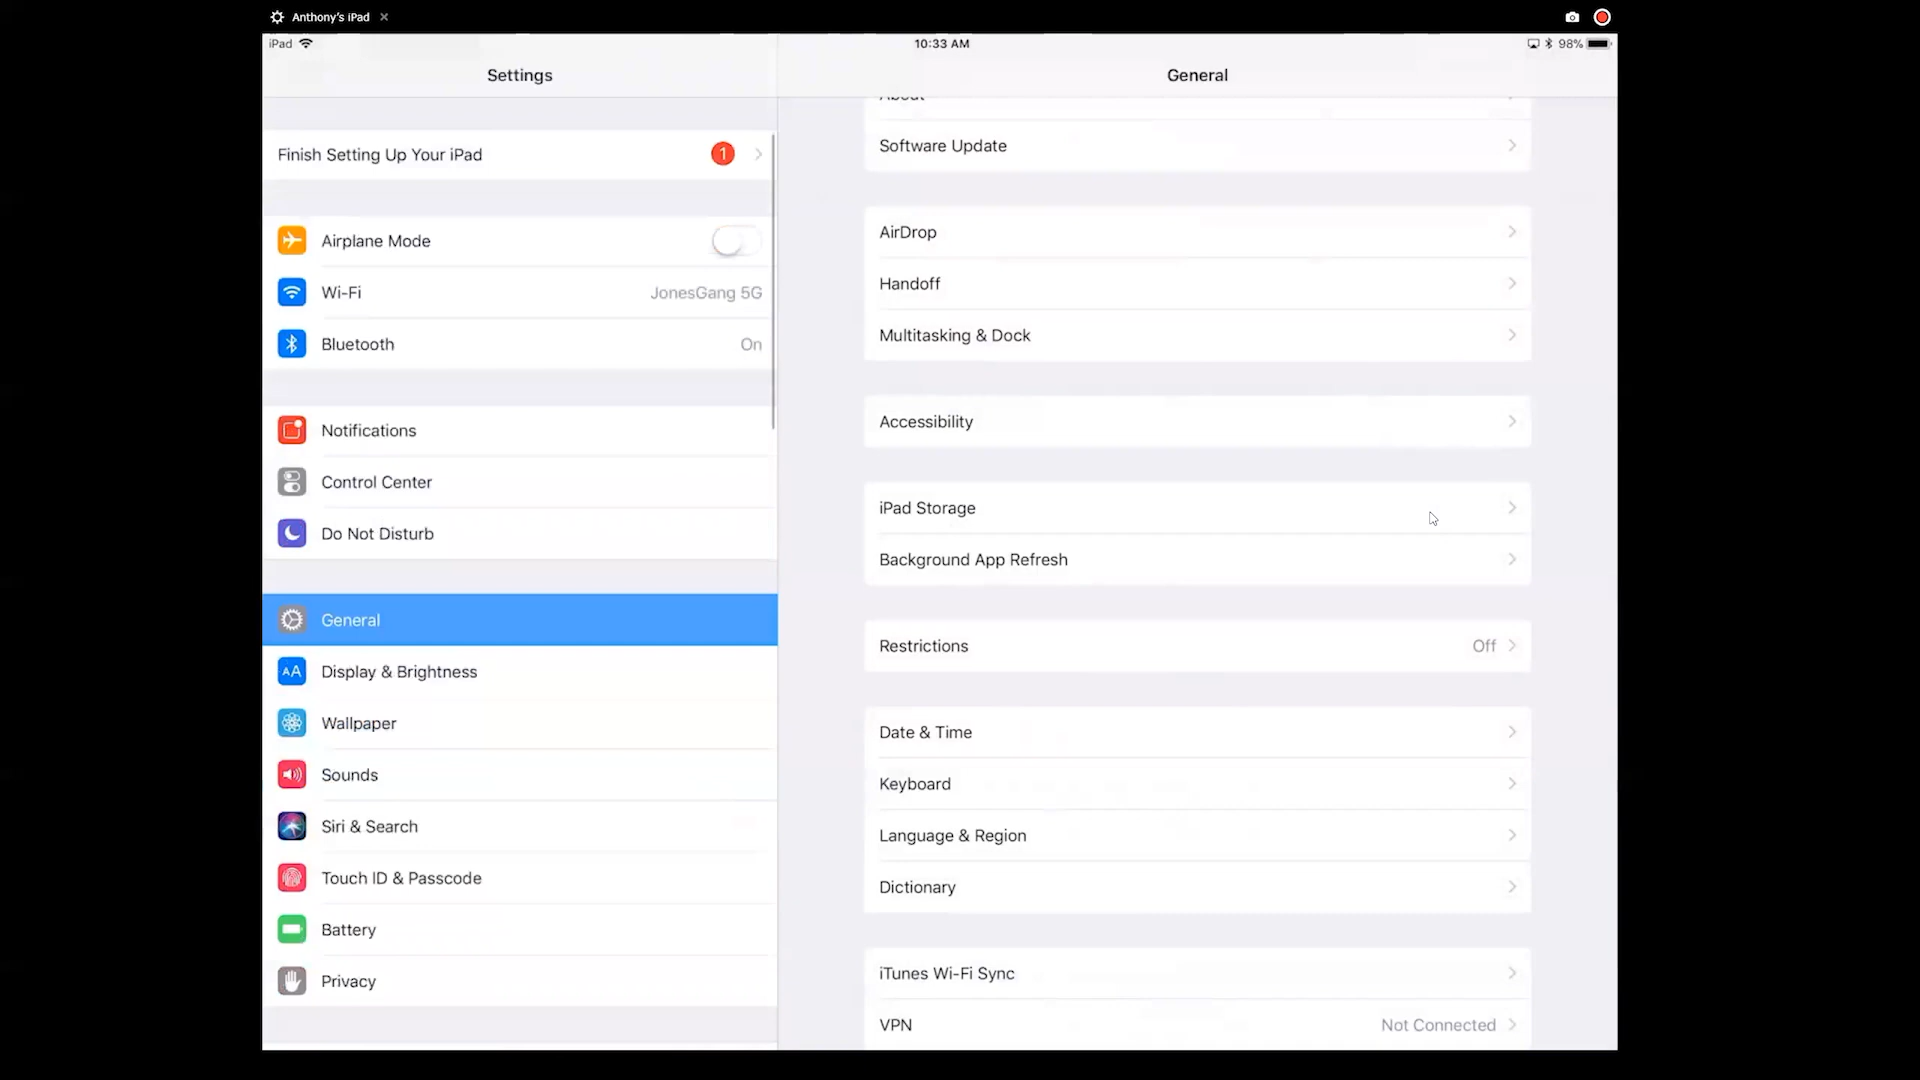 Anthony's iPad
iPad
10:33 AM
98%
Settings
General
Finish Setting Up Your iPad
1
Airplane Mode
Wi-Fi
JonesGang 5G
Bluetooth
On
Notifications
Control Center
Do Not Disturb
General
Display & Brightness
AA
Wallpaper
Sounds
Siri & Search
Touch ID & Passcode
Battery
Privacy
About
Software Update
AirDrop
Handoff
Multitasking & Dock
Accessibility
iPad Storage
Background App Refresh
Restrictions
Off
Date & Time
Keyboard
Language & Region
Dictionary
iTunes Wi-Fi Sync
VPN
Not Connected